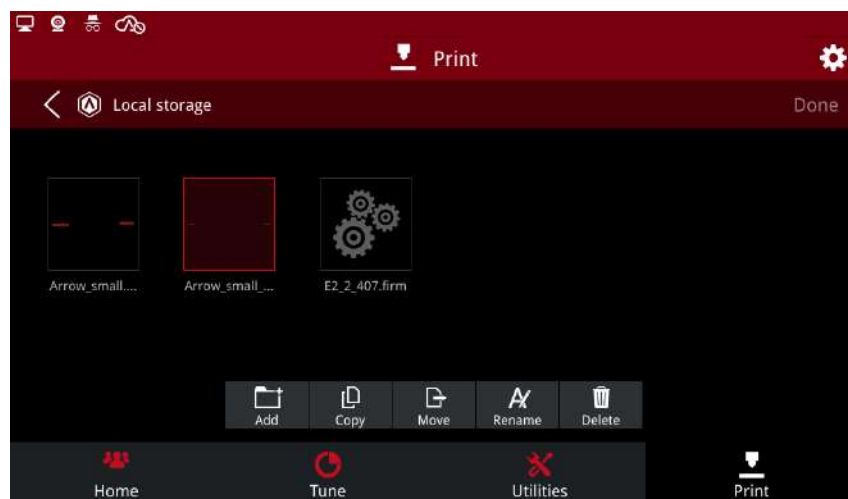 Print
Local storage
Done
Arrow_small....
Arrow_small_...
E2_2_407.firm
Add
Copy
Move
Rename
Delete
Home
Tune
Utilities
Print